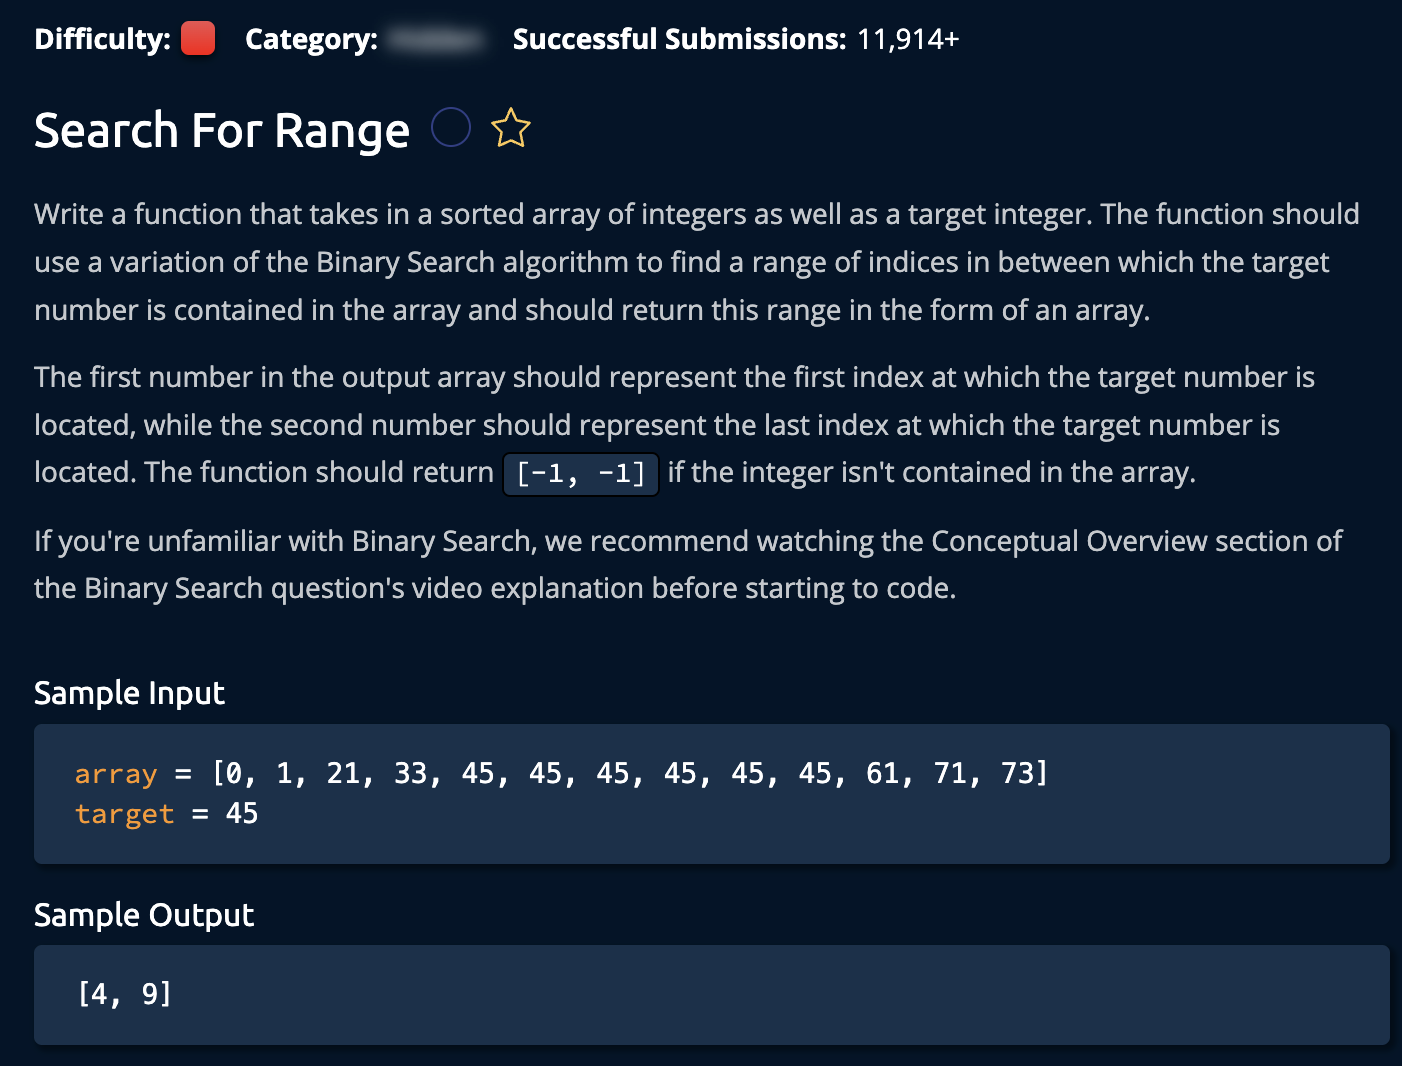 Difficulty: Category: Successful Submissions: 11,914+
Search For Range
Write a function that takes in a sorted array of integers as well as a target integer. The function should
use a variation of the Binary Search algorithm to find a range of indices in between which the target
number is contained in the array and should return this range in the form of an array.
The first number in the output array should represent the first index at which the target number is
located, while the second number should represent the last index at which the target number is
located. The function should return [-1, -1] if the integer isn't contained in the array.
If you're unfamiliar with Binary Search, we recommend watching the Conceptual Overview section of
the Binary Search question's video explanation before starting to code.
Sample Input
array = [0, 1, 21, 33, 45, 45, 45, 45, 45, 45, 61, 71, 73]
target = 45
Sample Output
[4, 9]